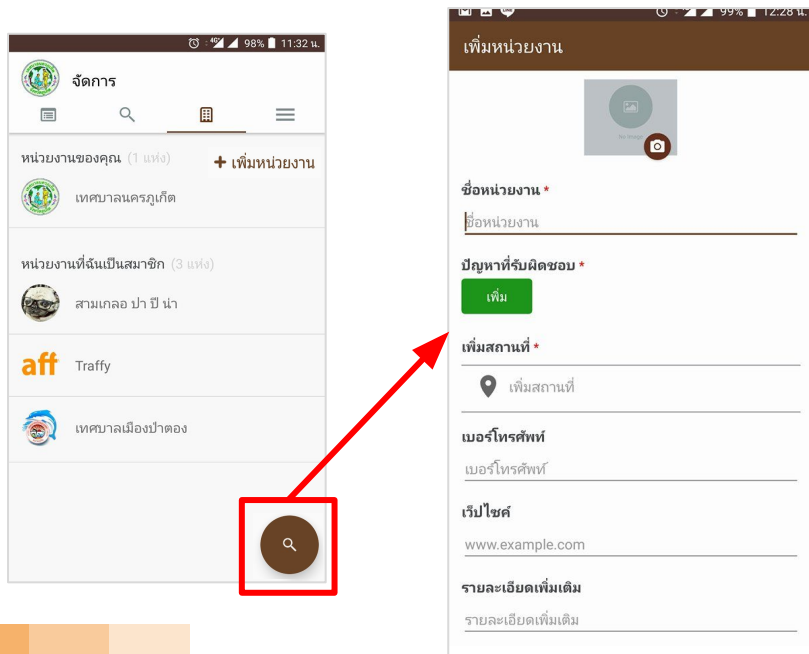 98% 11:32 น.
จัดการ
หน่วยงานของคุณ (1 แห่ง)
+ เพิ่มหน่วยงาน
เทศบาลนครภูเก็ต
หน่วยงานที่ฉันเป็นสมาชิก (3 แห่ง)
สามเกลอ ปา ปี น่า
aff
Traffy
เทศบาลเมืองป่าตอง
99% 12:28 น.
เพิ่มหน่วยงาน
ชื่อหน่วยงาน *
ชื่อหน่วยงาน
ปัญหาที่รับผิดชอบ *
เพิ่ม
เพิ่มสถานที่ *
เพิ่มสถานที่
เบอร์โทรศัพท์
เบอร์โทรศัพท์
เว็ปไซค์
www.example.com
รายละเอียดเพิ่มเติม
รายละเอียดเพิ่มเติม